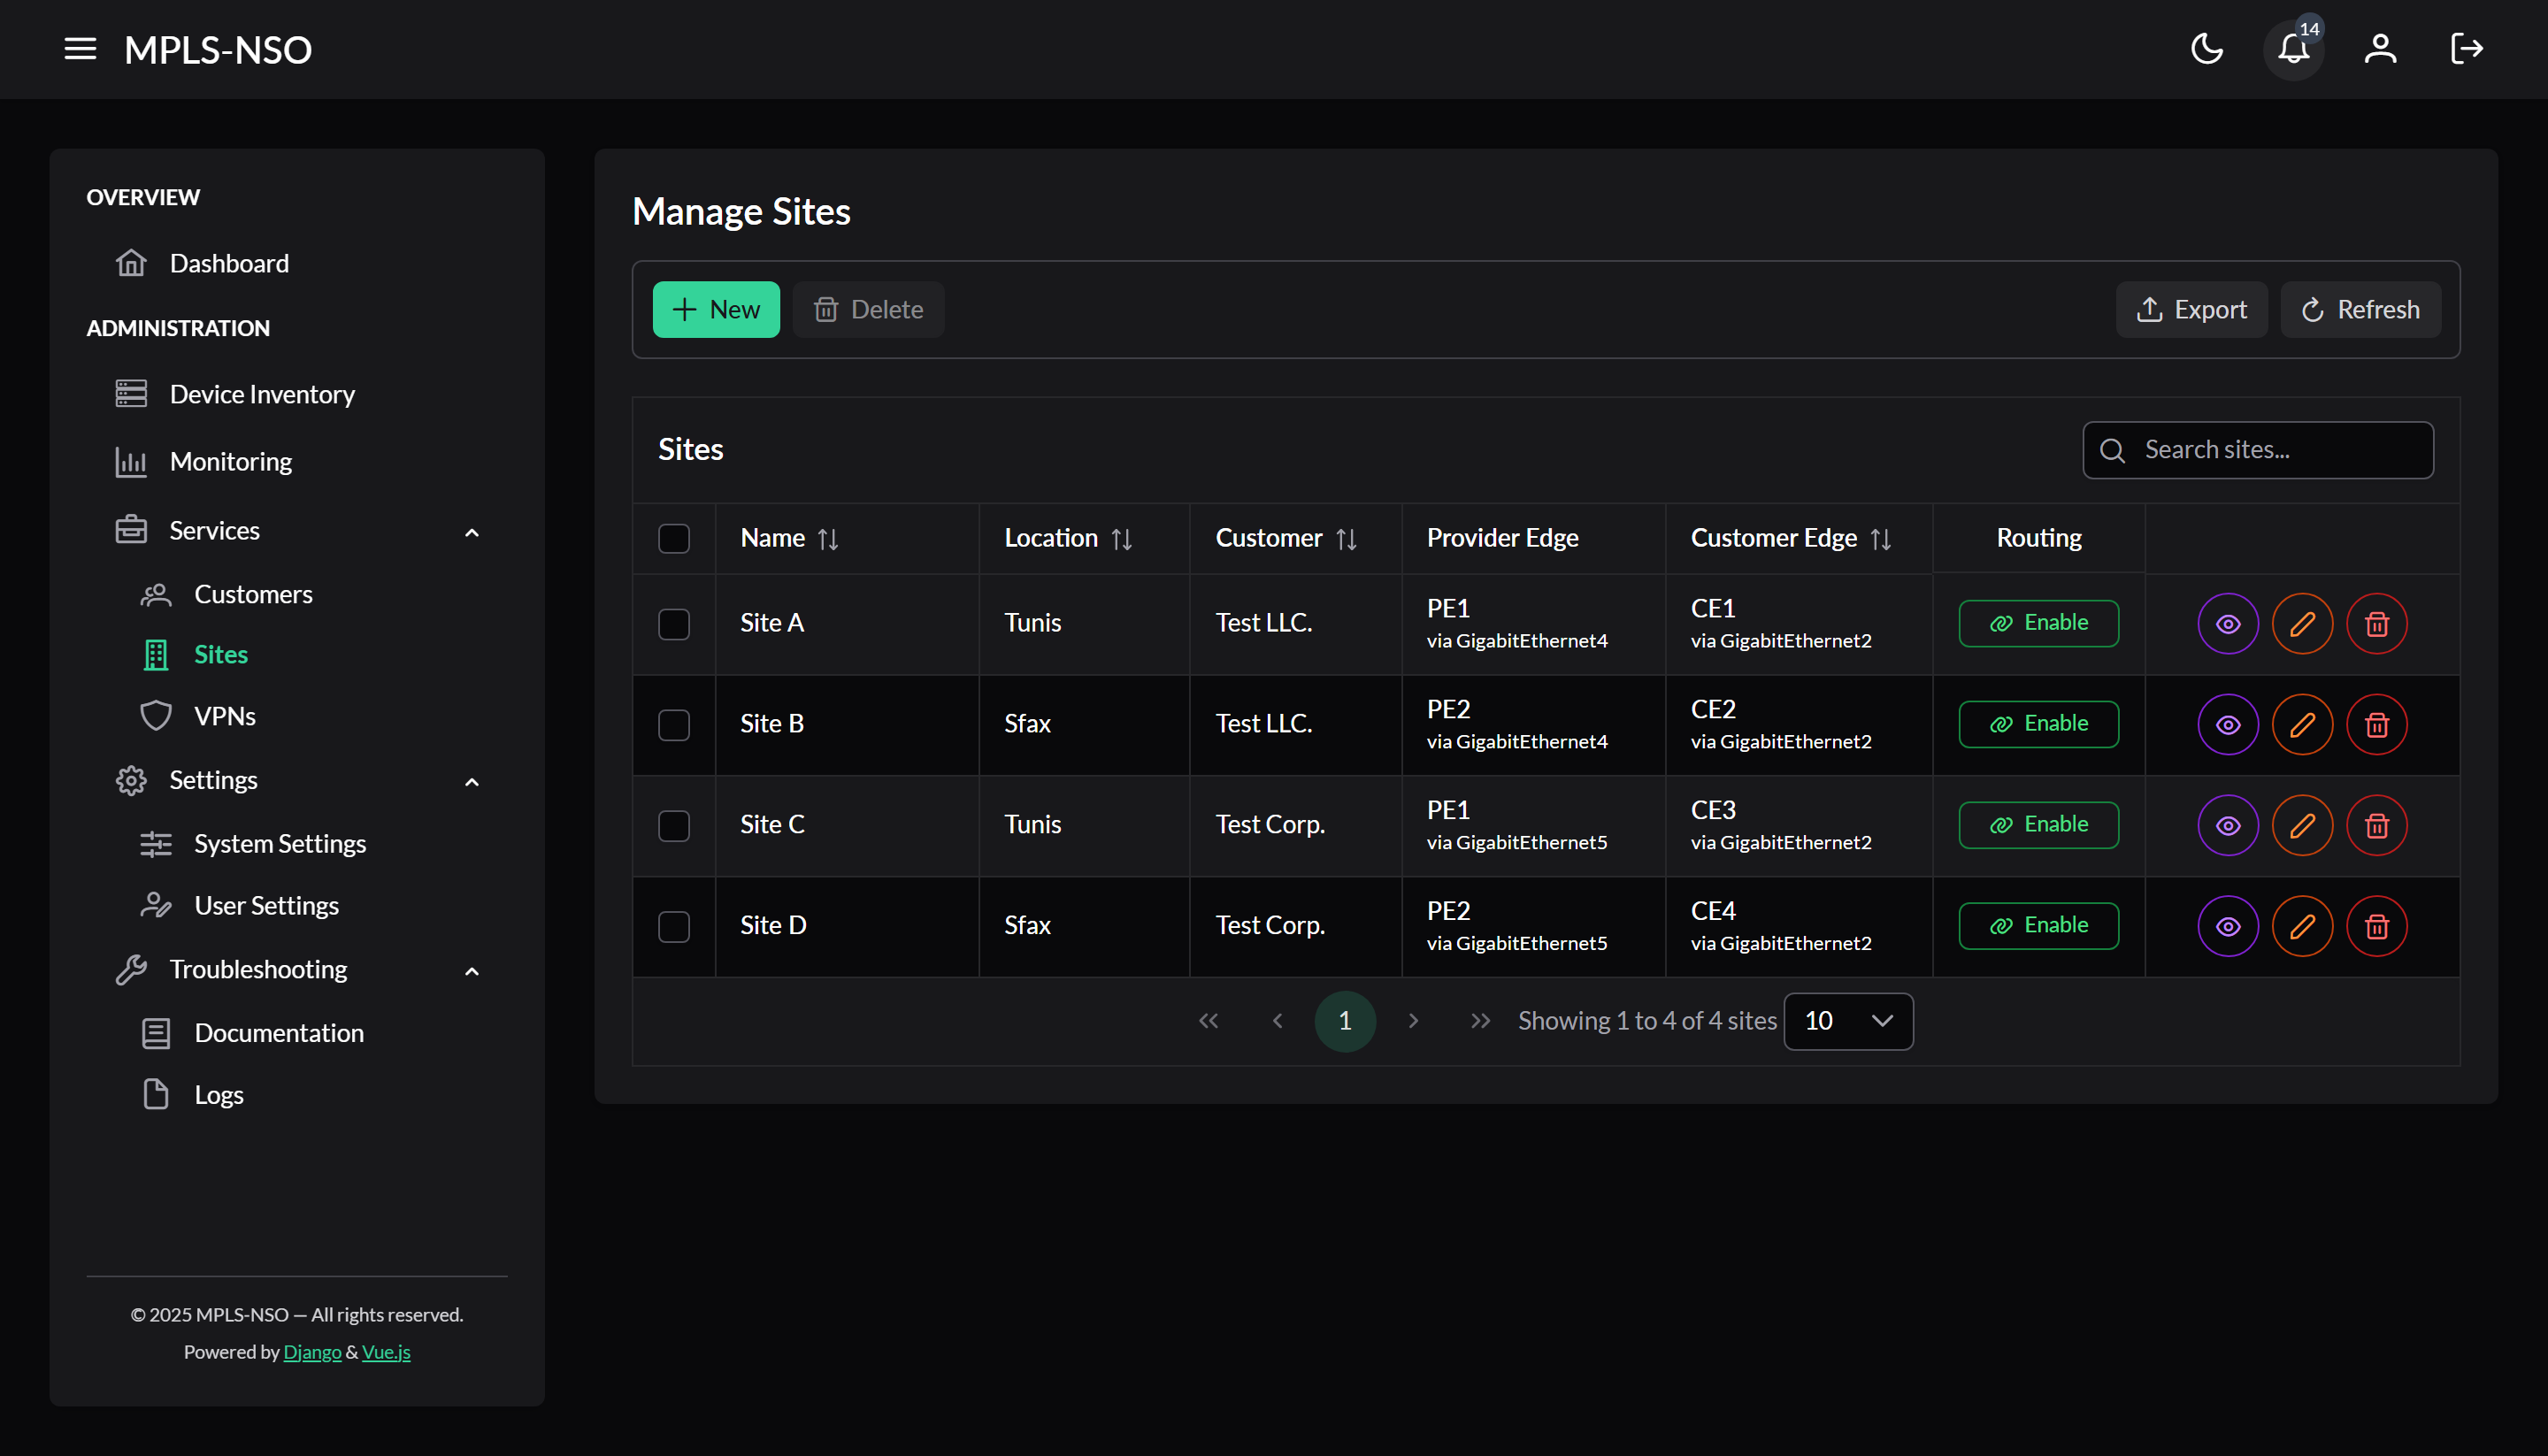 MPLS-NSO
14
OVERVIEW
Dashboard
ADMINISTRATION
Device Inventory
Monitoring
Services
Customers
Sites
VPNs
Settings
System Settings
User Settings
Troubleshooting
Documentation
Logs
© 2025 MPLS-NSO — All rights reserved.
Powered by Django & Vue.js
Manage Sites
New Delete Export Refresh
Sites Search sites...
Name Location Customer Provider Edge Customer Edge Routing
Site A Tunis Test LLC. PE1 CE1 Enable
via GigabitEthernet4 via GigabitEthernet2
Site B Sfax Test LLC. PE2 CE2 Enable
via GigabitEthernet4 via GigabitEthernet2
Site C Tunis Test Corp. PE1 CE3 Enable
via GigabitEthernet5 via GigabitEthernet2
Site D Sfax Test Corp. PE2 CE4 Enable
via GigabitEthernet5 via GigabitEthernet2
1 Showing 1 to 4 of 4 sites 10